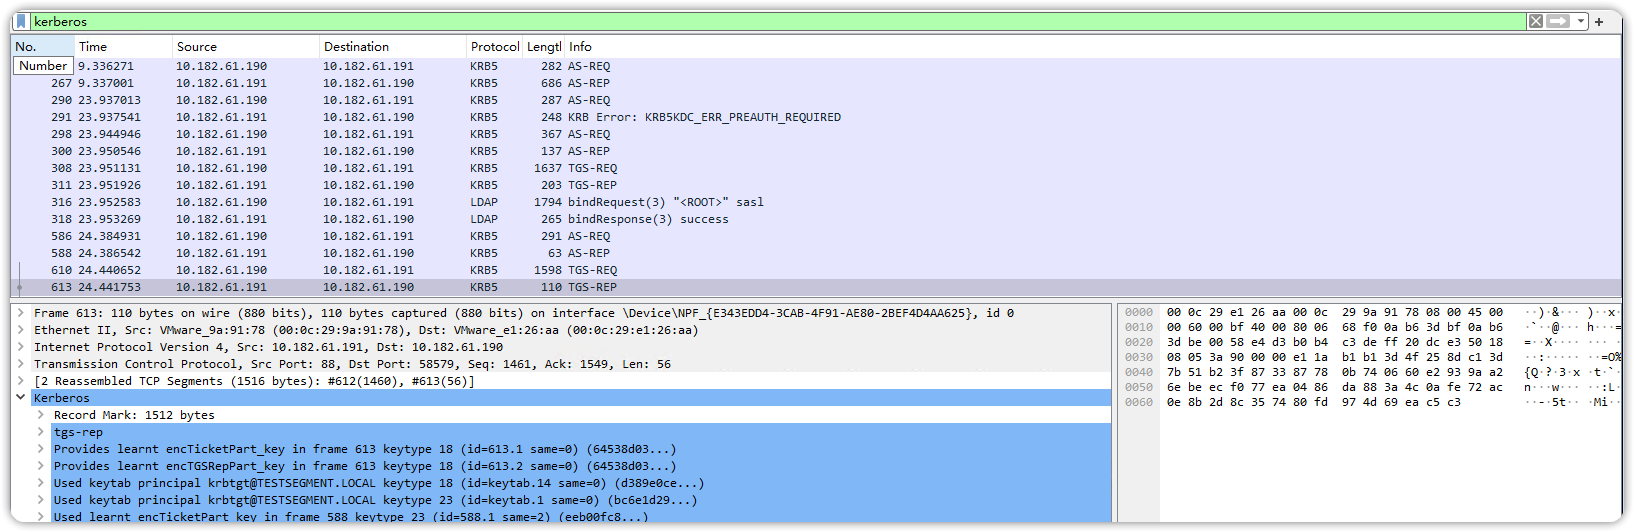 kerberos
No. Time Source Destination Protocol Lengtl Info
Number 9.336271 10.182.61.190 10.182.61.191 KRB5 282 AS-REQ
267 9.337001 10.182.61.191 10.182.61.190 KRB5 686 AS-REP
290 23.937013 10.182.61.190 10.182.61.191 KRB5 287 AS-REQ
291 23.937541 10.182.61.191 10.182.61.190 KRB5 248 KRB Error: KRB5KDC_ERR_PREAUTH_REQUIRED
298 23.944946 10.182.61.190 10.182.61.191 KRB5 367 AS-REQ
300 23.950546 10.182.61.191 10.182.61.190 KRB5 137 AS-REP
308 23.951131 10.182.61.190 10.182.61.191 KRB5 1637 TGS-REQ
311 23.951926 10.182.61.191 10.182.61.190 KRB5 203 TGS-REP
316 23.952583 10.182.61.190 10.182.61.191 LDAP 1794 bindRequest(3) "<ROOT>" sasl
318 23.953269 10.182.61.191 10.182.61.190 LDAP 265 bindResponse(3) success
586 24.384931 10.182.61.190 10.182.61.191 KRB5 291 AS-REQ
588 24.386542 10.182.61.191 10.182.61.190 KRB5 63 AS-REP
610 24.440652 10.182.61.190 10.182.61.191 KRB5 1598 TGS-REQ
613 24.441753 10.182.61.191 10.182.61.190 KRB5 110 TGS-REP
Frame 613: 110 bytes on wire (880 bits), 110 bytes captured (880 bits) on interface \Device\NPF_{E343EDD4-3CAB-4F91-AE80-2BEF4D4AA625}, id 0
Ethernet II, Src: VMware_9a:91:78 (00:0c:29:9a:91:78), Dst: VMware_e1:26:aa (00:0c:29:e1:26:aa)
Internet Protocol Version 4, Src: 10.182.61.191, Dst: 10.182.61.190
Transmission Control Protocol, Src Port: 88, Dst Port: 58579, Seq: 1461, Ack: 1549, Len: 56
[2 Reassembled TCP Segments (1516 bytes): #612(1460), #613(56)]
Kerberos
Record Mark: 1512 bytes
tgs-rep
Provides learnt encTicketPart_key in frame 613 keytype 18 (id=613.1 same=0) (64538d03...)
Provides learnt encTGSRepPart_key in frame 613 keytype 18 (id=613.2 same=0) (64538d03...)
Used keytab principal krbtgt@TESTSEGMENT.LOCAL keytype 18 (id=keytab.14 same=0) (d389e0ce...)
Used keytab principal krbtgt@TESTSEGMENT.LOCAL keytype 23 (id=keytab.1 same=0) (bc6e1d29...)
Used learnt encTicketPart_key in frame 588 keytype 23 (id=588.1 same=2) (eeb00fc8...)
0000 00 0c 29 e1 26 aa 00 0c 29 9a 91 78 08 00 45 00 ··)·&··· )··x··E·
0010 00 60 00 bf 40 00 80 06 68 f0 0a b6 3d bf 0a b6 ·`··@··· h···=···
0020 3d be 00 58 e4 d3 b0 b4 c3 de ff 20 dc e3 50 18 =··X···· ··· ··P·
0030 08 05 3a 90 00 00 e1 1a b1 b1 3d 4f 25 8d c1 3d ··:····· ··=O%··=
0040 7b 51 b2 3f 87 33 87 78 0b 74 06 60 e2 93 9a a2 {Q·?·3·x ·t·`····
0050 6e be ec f0 77 ea 04 86 da 88 3a 4c 0a fe 72 ac n···w··· ··:L··r·
0060 0e 8b 2d 8c 35 74 80 fd 97 4d 69 ea c5 c3 ··-·5t·· ·Mi···